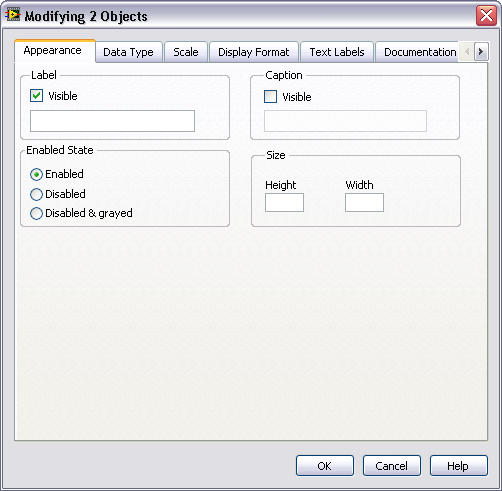 Modifying 2 Objects
Appearance Data Type Scale Display Format Text Labels Documentation
Label
Visible
Caption
Visible
Enabled State
Enabled
Disabled
Disabled & grayed
Size
Height Width
OK Cancel Help